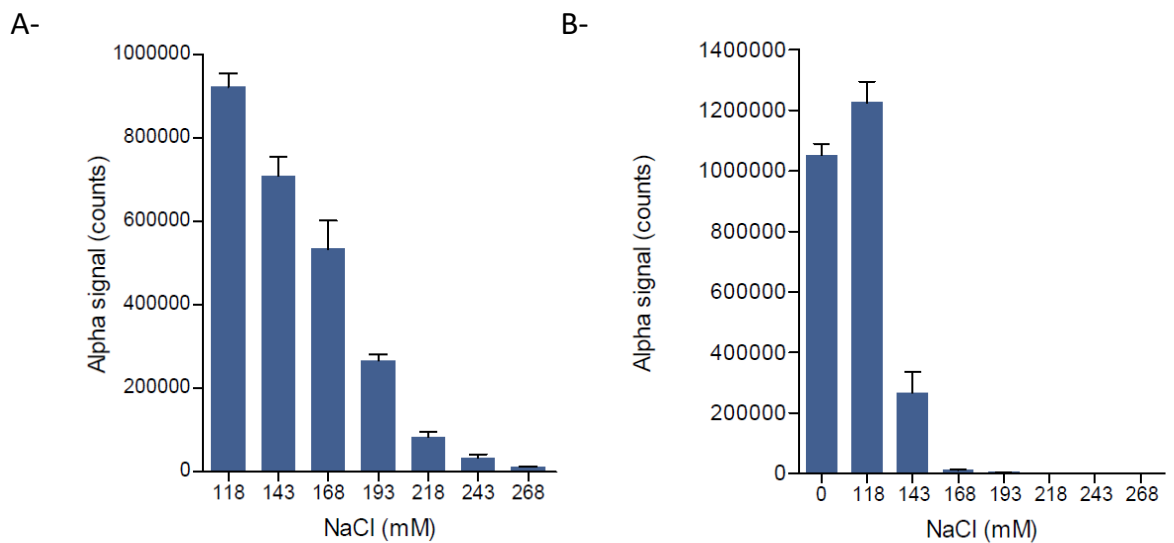 A-
Alpha signal (counts)
1000000
800000
600000
400000
200000
0
118 143 168 193 218 243 268
NaCl (mM)
B-
Alpha signal (counts)
1400000
1200000
1000000
800000
600000
400000
200000
0
0 118 143 168 193 218 243 268
NaCl (mM)